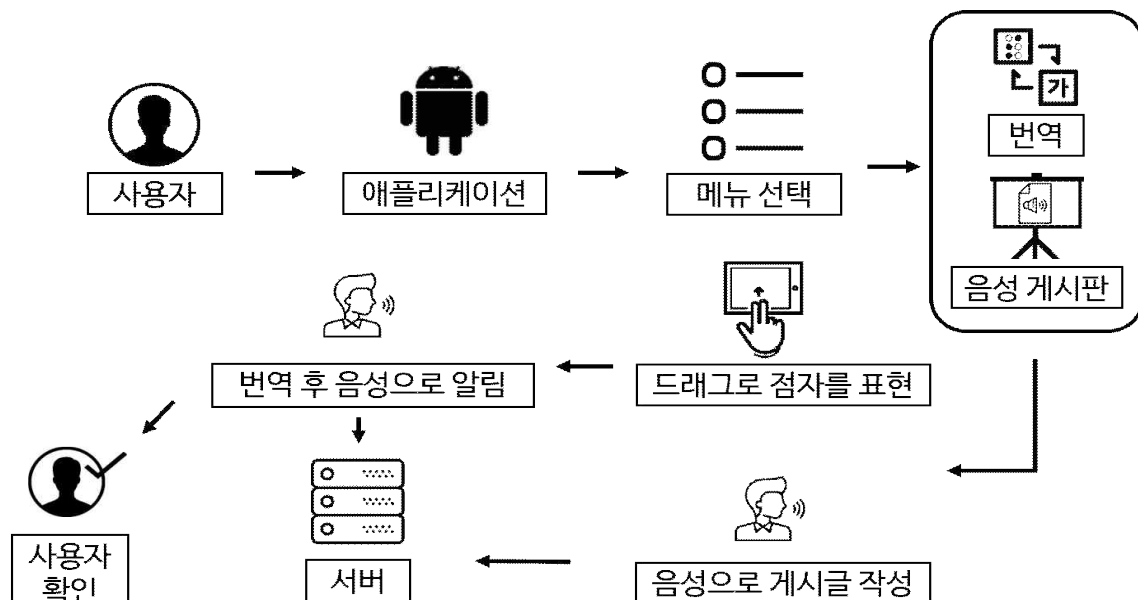 사용자
애플리케이션
메뉴 선택
가
번역
음성 게시판
번역 후 음성으로 알림
드래그로 점자를 표현
사용자
확인
서버
음성으로 게시글 작성